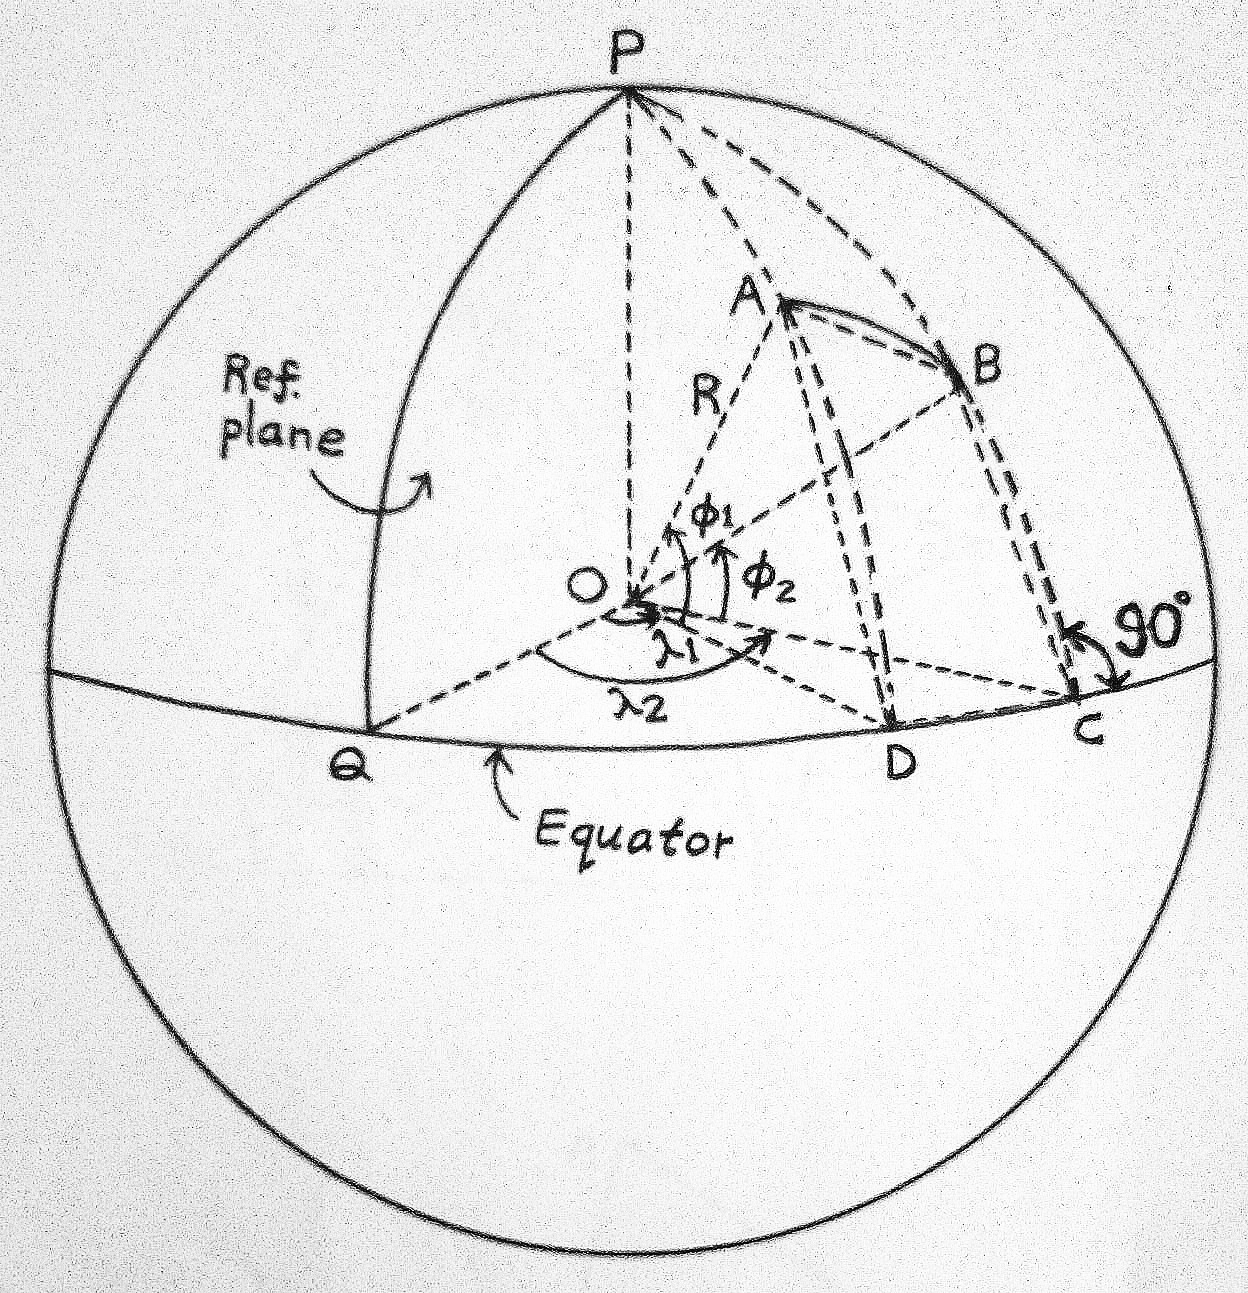 P
A
B
R
Ref.
plane
ϕ1
O
ϕ2
90°
λ1
λ2
C
Q
D
Equator